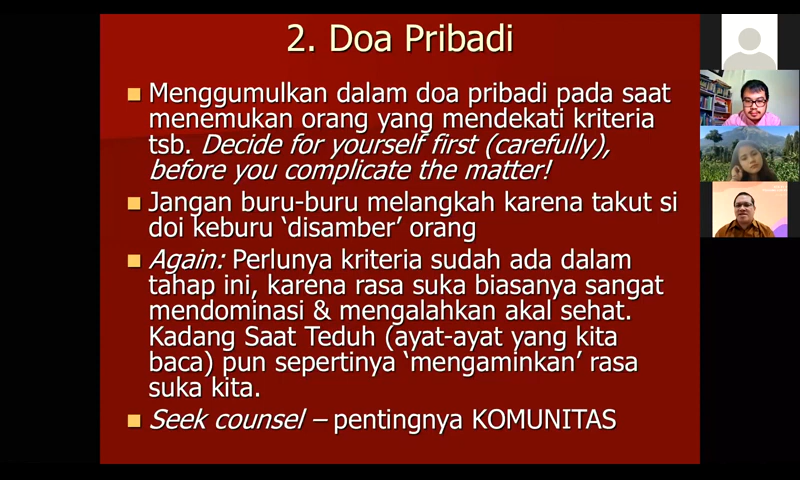 2. Doa Pribadi
Menggumulkan dalam doa pribadi pada saat
menemukan orang yang mendekati kriteria
tsb. Decide for yourself first (carefully),
before you complicate the matter!
Jangan buru-buru melangkah karena takut si
doi keburu ‘disamber’ orang
Again: Perlunya kriteria sudah ada dalam
tahap ini, karena rasa suka biasanya sangat
mendominasi & mengalahkan akal sehat.
Kadang Saat Teduh (ayat-ayat yang kita
baca) pun sepertinya ‘mengaminkan’ rasa
suka kita.
Seek counsel – pentingnya KOMUNITAS